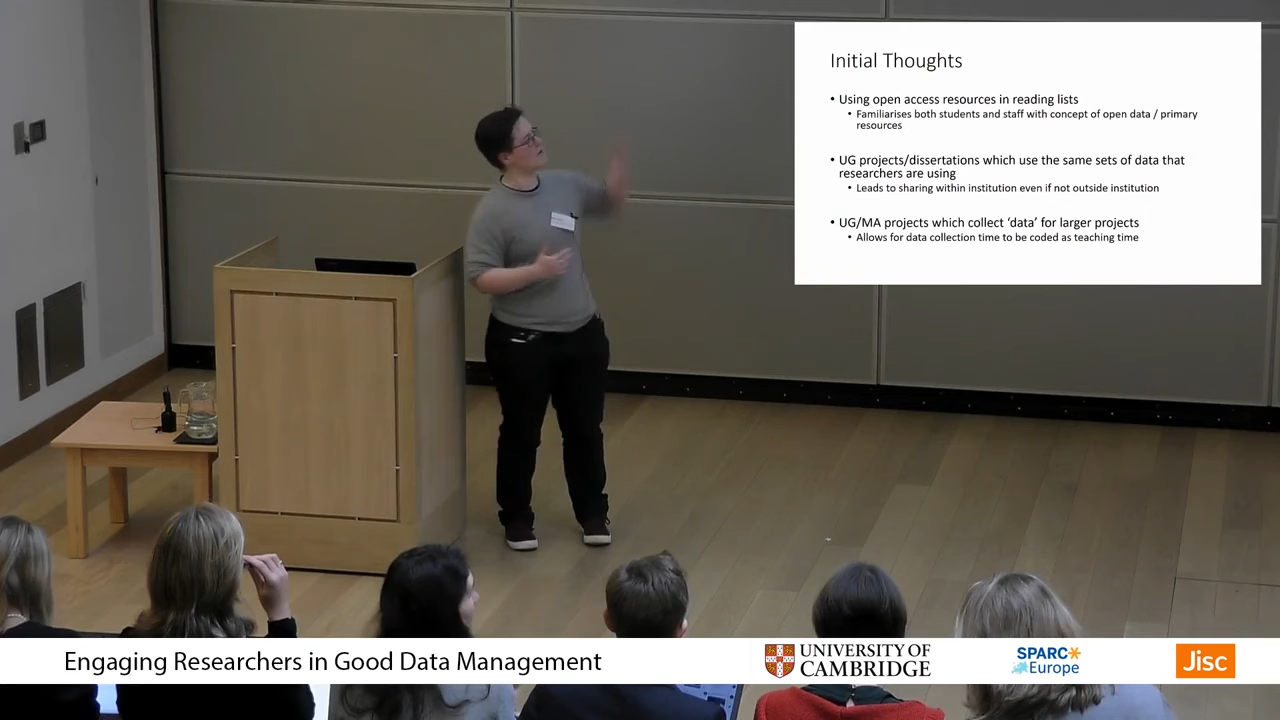 Initial Thoughts
• Using open access resources in reading lists
• Familiarises both students and staff with concept of open data / primary
resources
• UG projects/dissertations which use the same sets of data that
researchers are using
• Leads to sharing within institution even if not outside institution
• UG/MA projects which collect ‘data’ for larger projects
• Allows for data collection time to be coded as teaching time
Engaging Researchers in Good Data Management
UNIVERSITY OF
CAMBRIDGE
SPARC*
Europe
Jisc